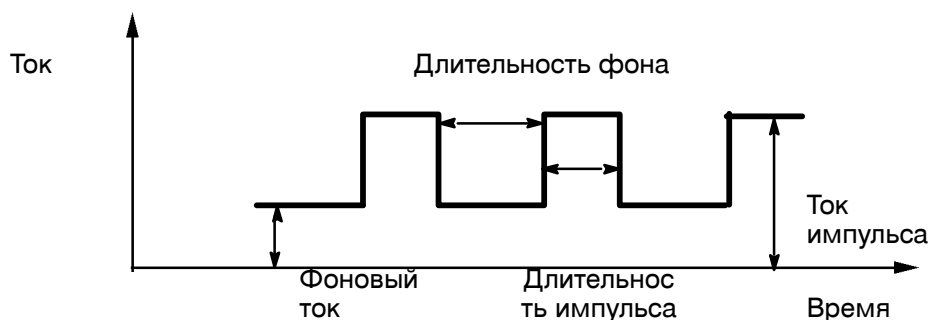 Ток
Длительность фона
Ток
импульса
Фоновый
ток
Длительнос
ть импульса
Время